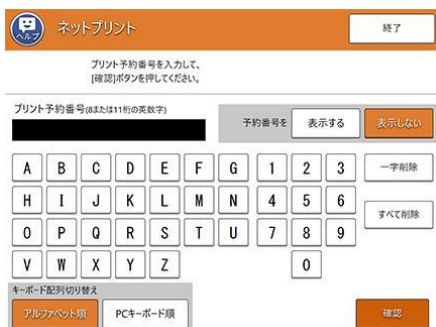 ヘルプ
ネットプリント
終了
プリント予約番号を入力して、
[確認]ボタンを押してください。
プリント予約番号(8または11桁の英数字)
予約番号を 表示する 表示しない
A B C D E F G 1 2 3 一字削除
H I J K L M N 4 5 6
すべて削除
O P Q R S T U 7 8 9
V W X Y Z 0
キーボード配列切り替え
アルファベット順 PCキーボード順 確認